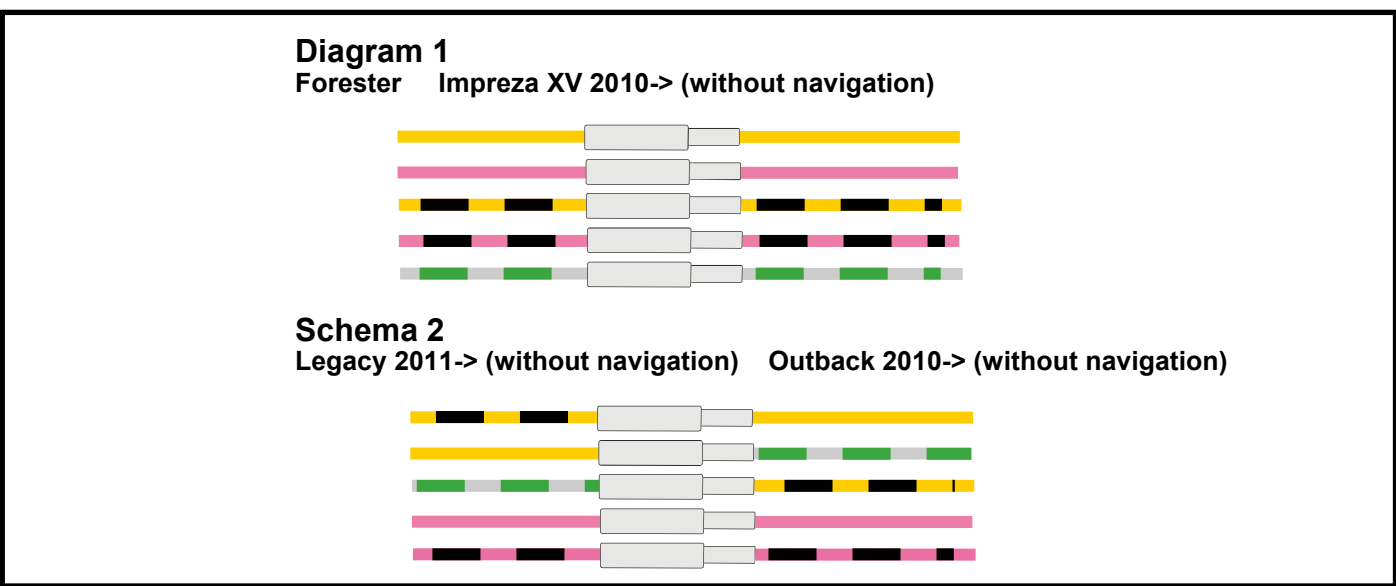 Diagram 1
Forester Impreza XV 2010-> (without navigation)
Schema 2
Legacy 2011-> (without navigation) Outback 2010-> (without navigation)